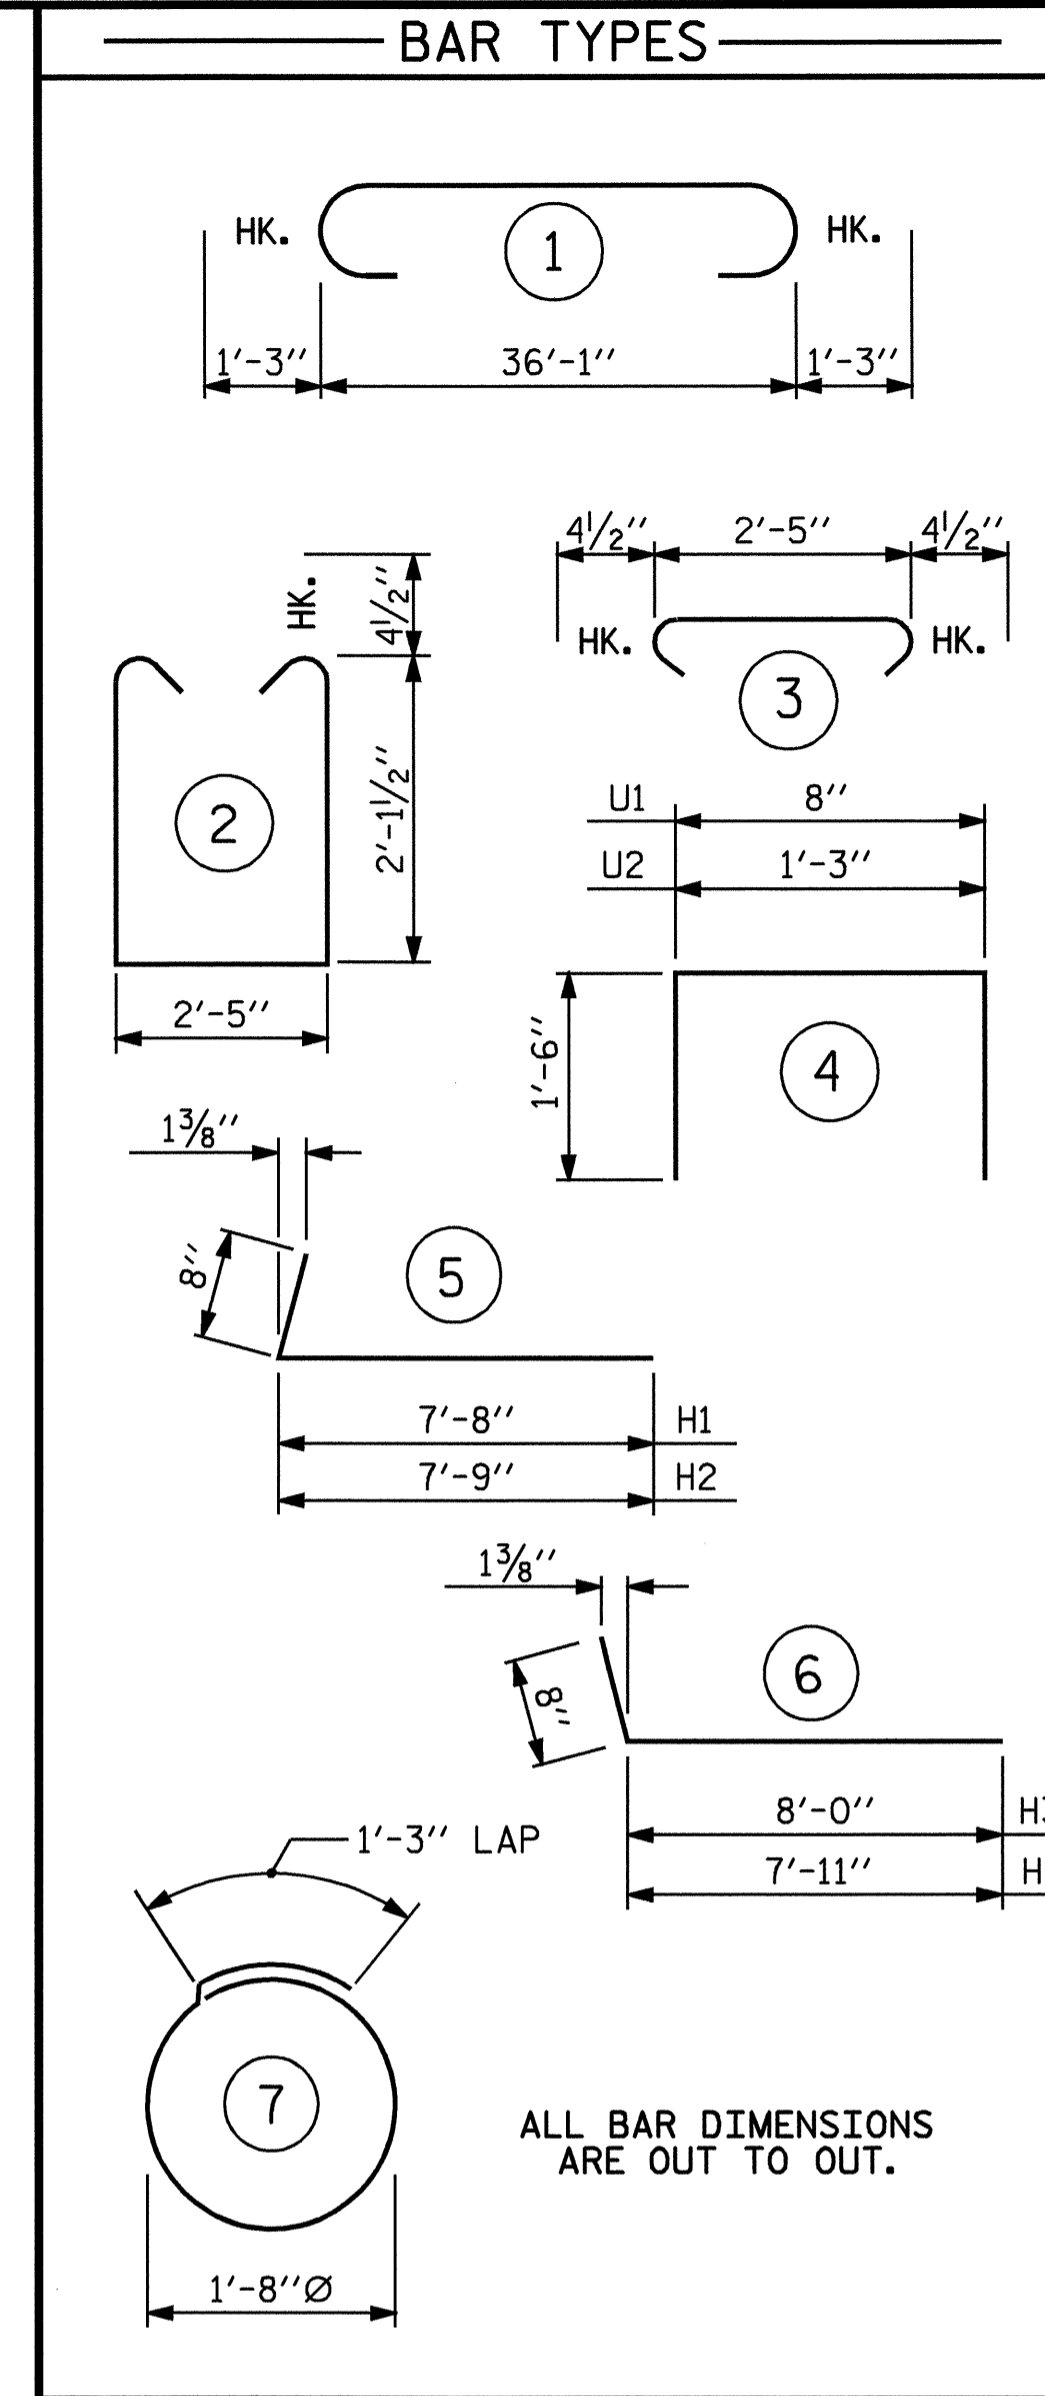 BAR TYPES
HK. 1 HK.
1'-3" 36'-1" 1'-3"
4½" 2'-5" 4½"
HK. 3 HK.
HK. 4½"
2 2'-1½"
2'-5"
U1 8"
U2 1'-3"
1'-6" 4
1⅜"
8" 5
7'-8" H1
7'-9" H2
1⅜"
8" 6
8'-0"
7'-11"
1'-3" LAP
7
1'-8"Ø
ALL BAR DIMENSIONS
ARE OUT TO OUT.